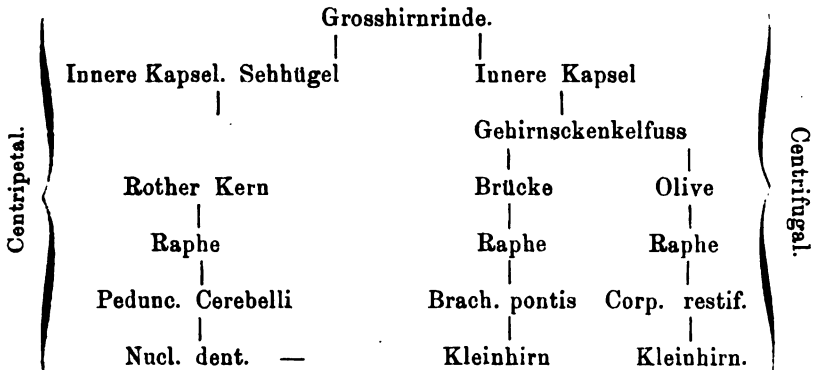 Grosshirnrinde.
Innere Kapsel. Sehhügel Innere Kapsel
Gehirnsckenkelfuss
Centripetal.
Rother Kern Brücke Olive
Centrifugal.
Raphe Raphe Raphe
Pedunc. Cerebelli Brach. pontis Corp. restif.
Nucl. dent. — Kleinhirn Kleinhirn.